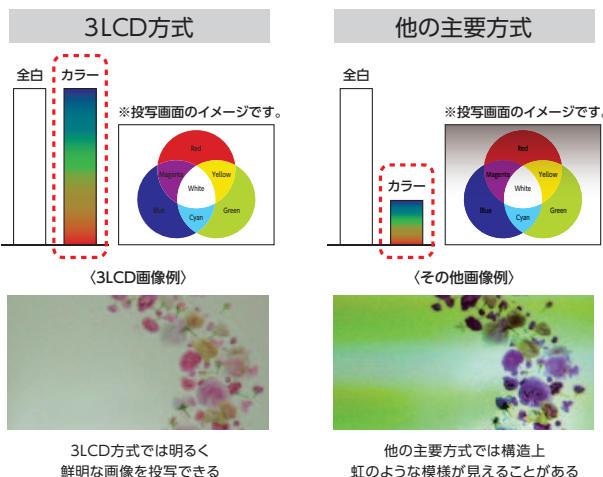 3LCD方式
全白 カラー
※投写画面のイメージです。
Red
Magenta Yellow
White
Blue Cyan Green
〈3LCD画像例〉
3LCD方式では明るく
鮮明な画像を投写できる
他の主要方式
全白
カラー
※投写画面のイメージです。
Red
Magenta Yellow
White
Blue Cyan Green
〈その他画像例〉
他の主要方式では構造上
虹のような模様が見えることがある